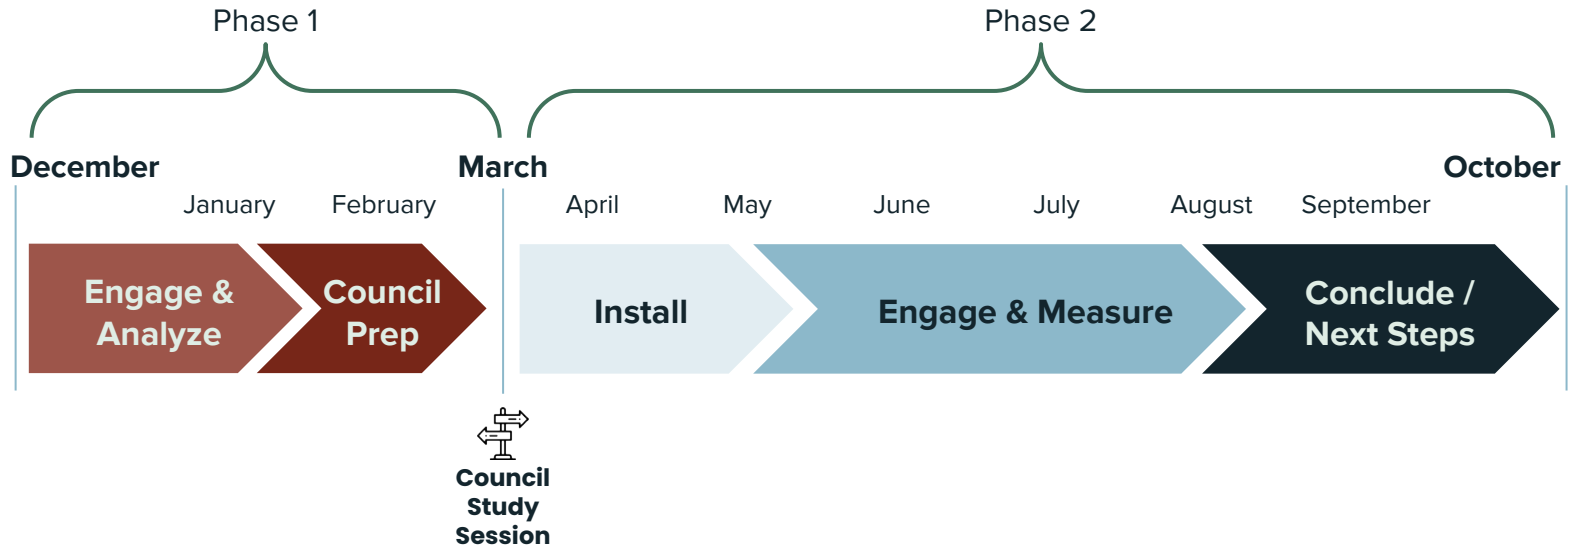 Phase 1
Phase 2
December
March
October
January
February
April
May
June
July
August
September
Engage &
Analyze
Council
Prep
Install
Engage & Measure
Conclude /
Next Steps
Council
Study
Session